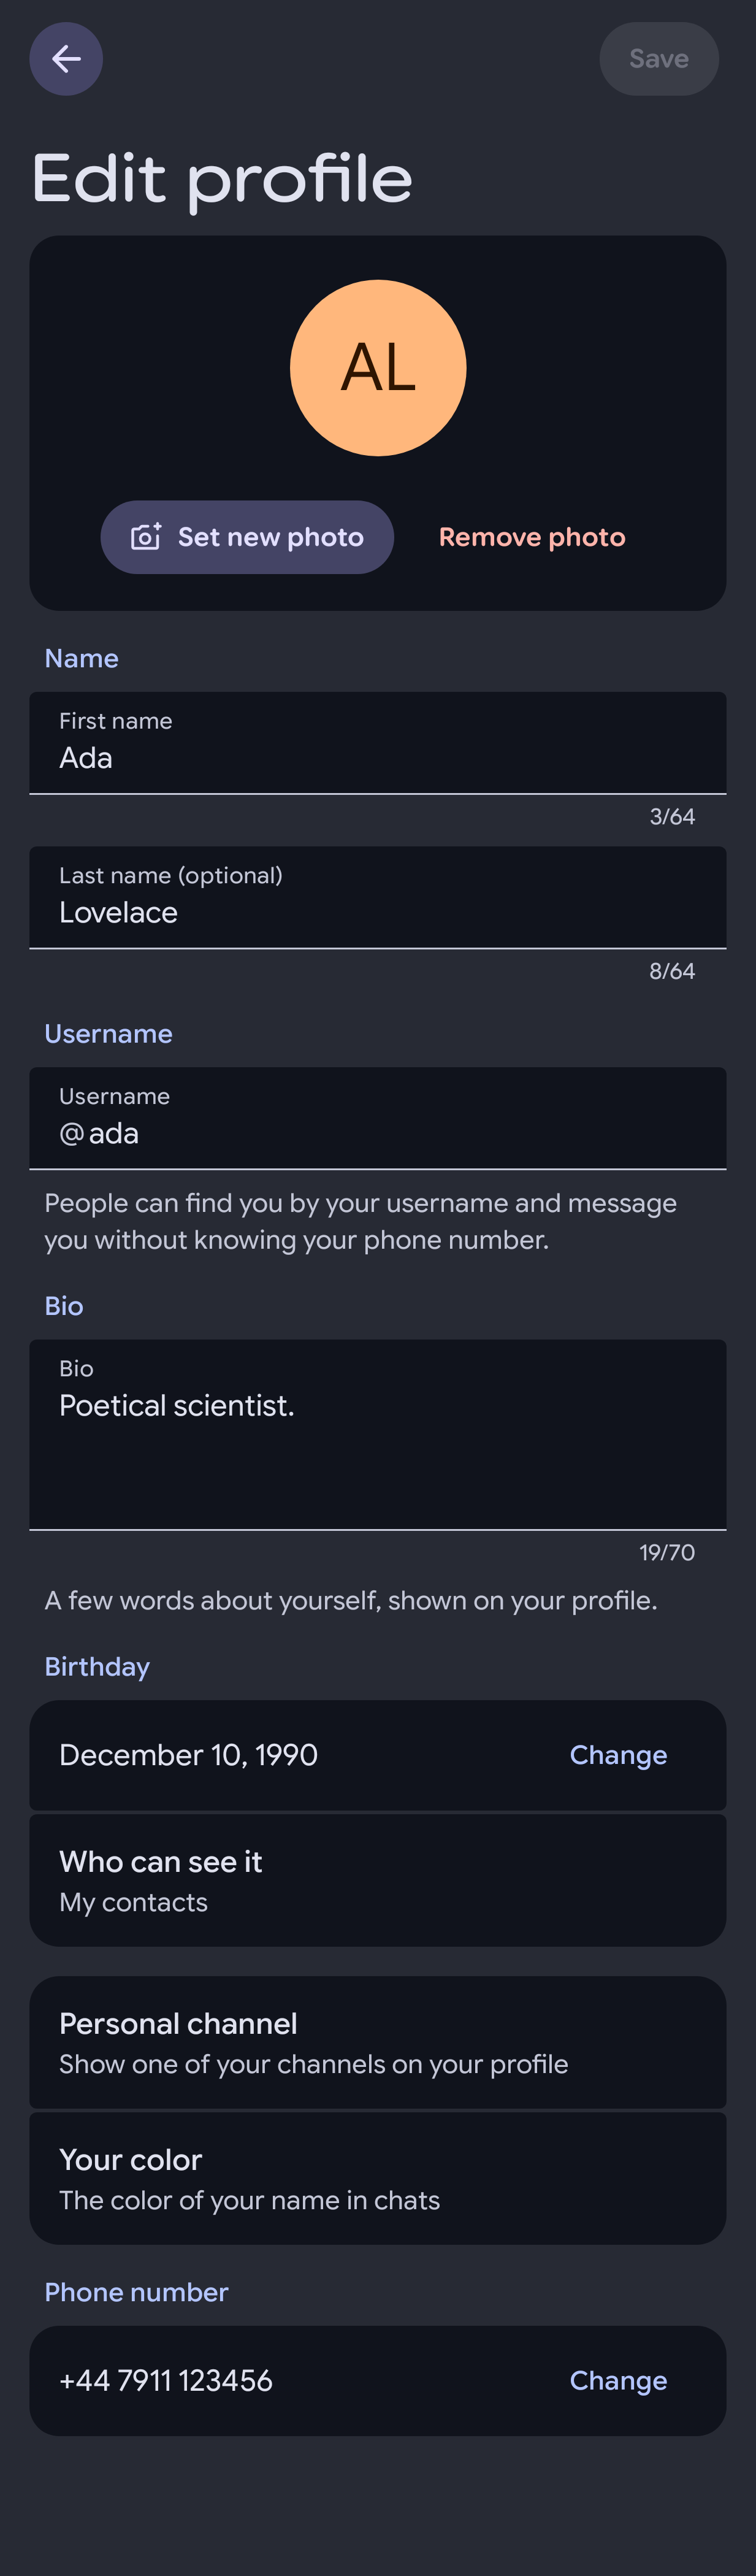 Save
Edit profile
AL
Set new photo
Remove photo
Name
First name
Ada
3/64
Last name (optional)
Lovelace
8/64
Username
Username
@ada
People can find you by your username and message
you without knowing your phone number.
Bio
Bio
Poetical scientist.
19/70
A few words about yourself, shown on your profile.
Birthday
December 10, 1990
Change
Who can see it
My contacts
Personal channel
Show one of your channels on your profile
Your color
The color of your name in chats
Phone number
+44 7911 123456
Change